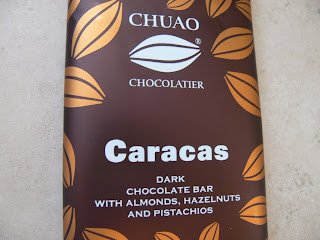 CHUAO
®
CHOCOLATIER
Caracas
DARK
CHOCOLATE BAR
WITH ALMONDS, HAZELNUTS
AND PISTACHIOS